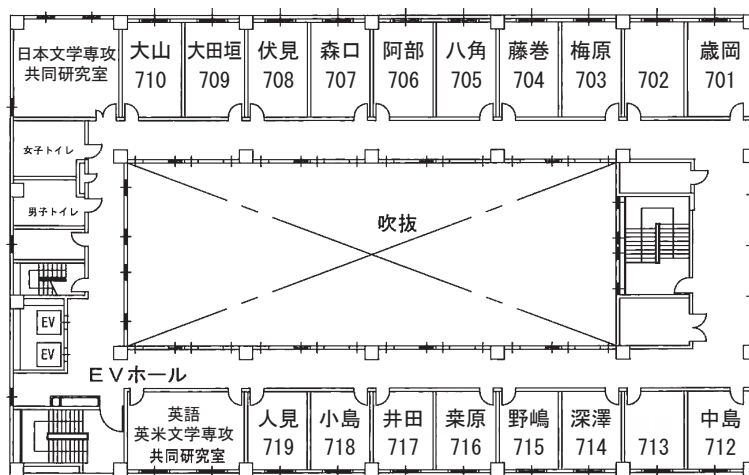 日本文学専攻
共同研究室
大山
710
大田垣
709
伏見
708
森口
707
阿部
706
八角
705
藤巻
704
梅原
703
702
歳岡
701
女子トイレ
男子トイレ
吹抜
EV
EV
EVホール
英語
英米文学専攻
共同研究室
人見
719
小島
718
井田
717
桒原
716
野嶋
715
深澤
714
713
中島
712